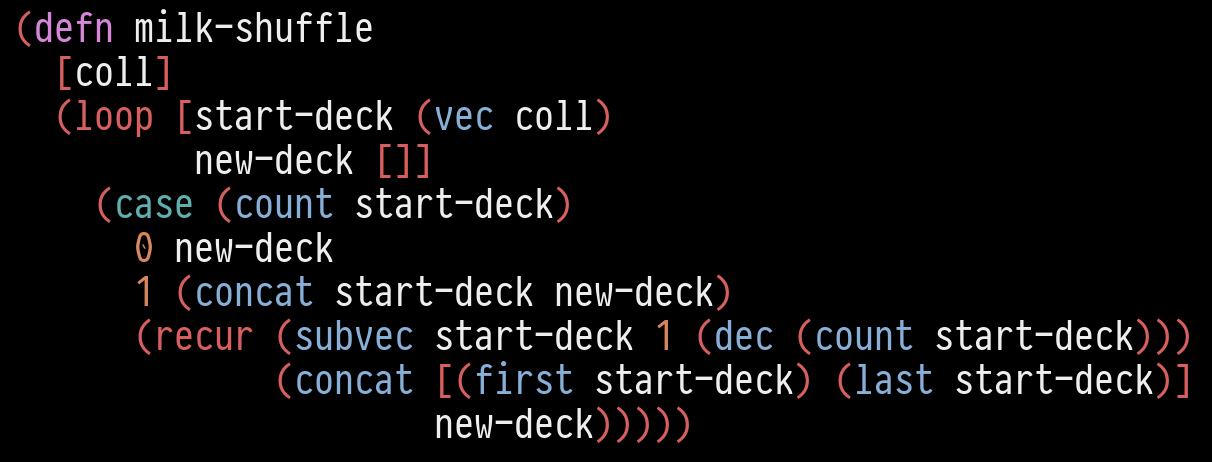 (defn milk-shuffle
  [coll]
  (loop [start-deck (vec coll)
         new-deck []]
    (case (count start-deck)
      0 new-deck
      1 (concat start-deck new-deck)
      (recur (subvec start-deck 1 (dec (count start-deck)))
             (concat [(first start-deck) (last start-deck)]
                     new-deck)))))